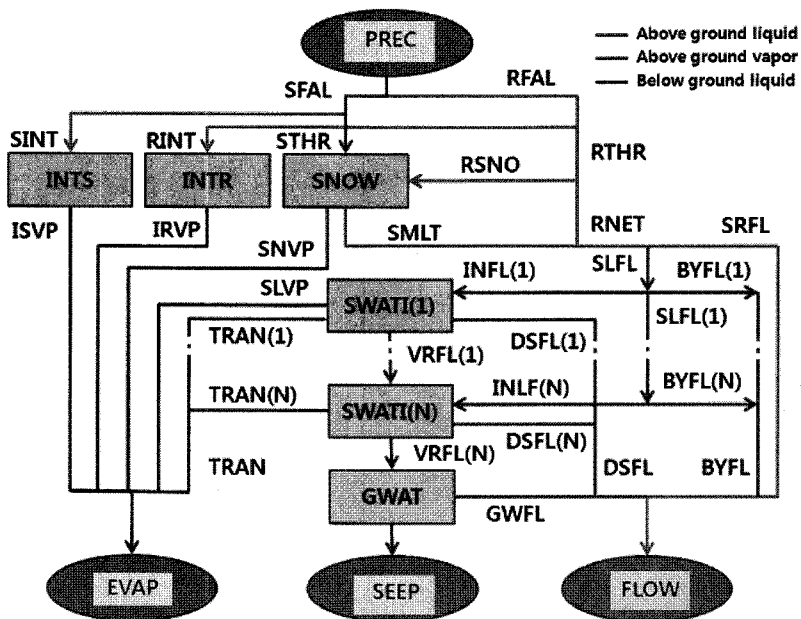 PREC
Above ground liquid
Above ground vapor
Below ground liquid
SFAL
RFAL
SINT
RINT
STHR
RTHR
RSNO
INTS
INTR
SNOW
ISVP
IRVP
SNVP
SMLT
RNET
SRFL
SLVP
INFL(1)
SLFL
BYFL(1)
SWATI(1)
SLFL(1)
TRAN(1)
VRFL(1)
DSFL(1)
TRAN(N)
SWATI(N)
INLF(N)
BYFL(N)
VRFL(N)
DSFL(N)
TRAN
GWAT
GWFL
DSFL
BYFL
EVAP
SEEP
FLOW